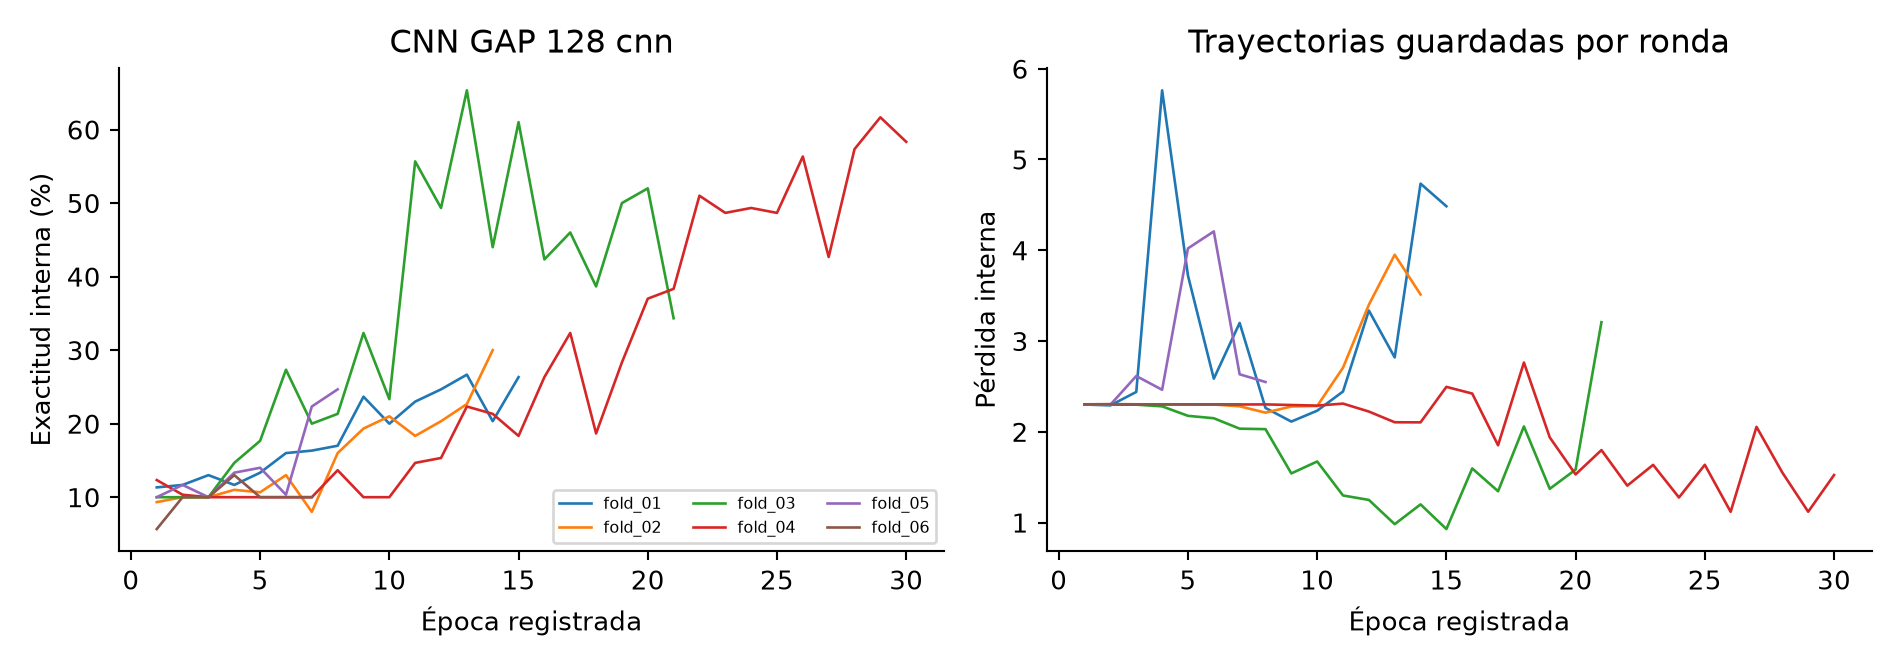 CNN GAP 128 cnn
Exactitud interna (%)
60
50
40
30
20
10
fold_01 fold_03 fold_05
fold_02 fold_04 fold_06
0 5 10 15 20 25 30
Época registrada
Trayectorias guardadas por ronda
Pérdida interna
6
5
4
3
2
1
0 5 10 15 20 25 30
Época registrada